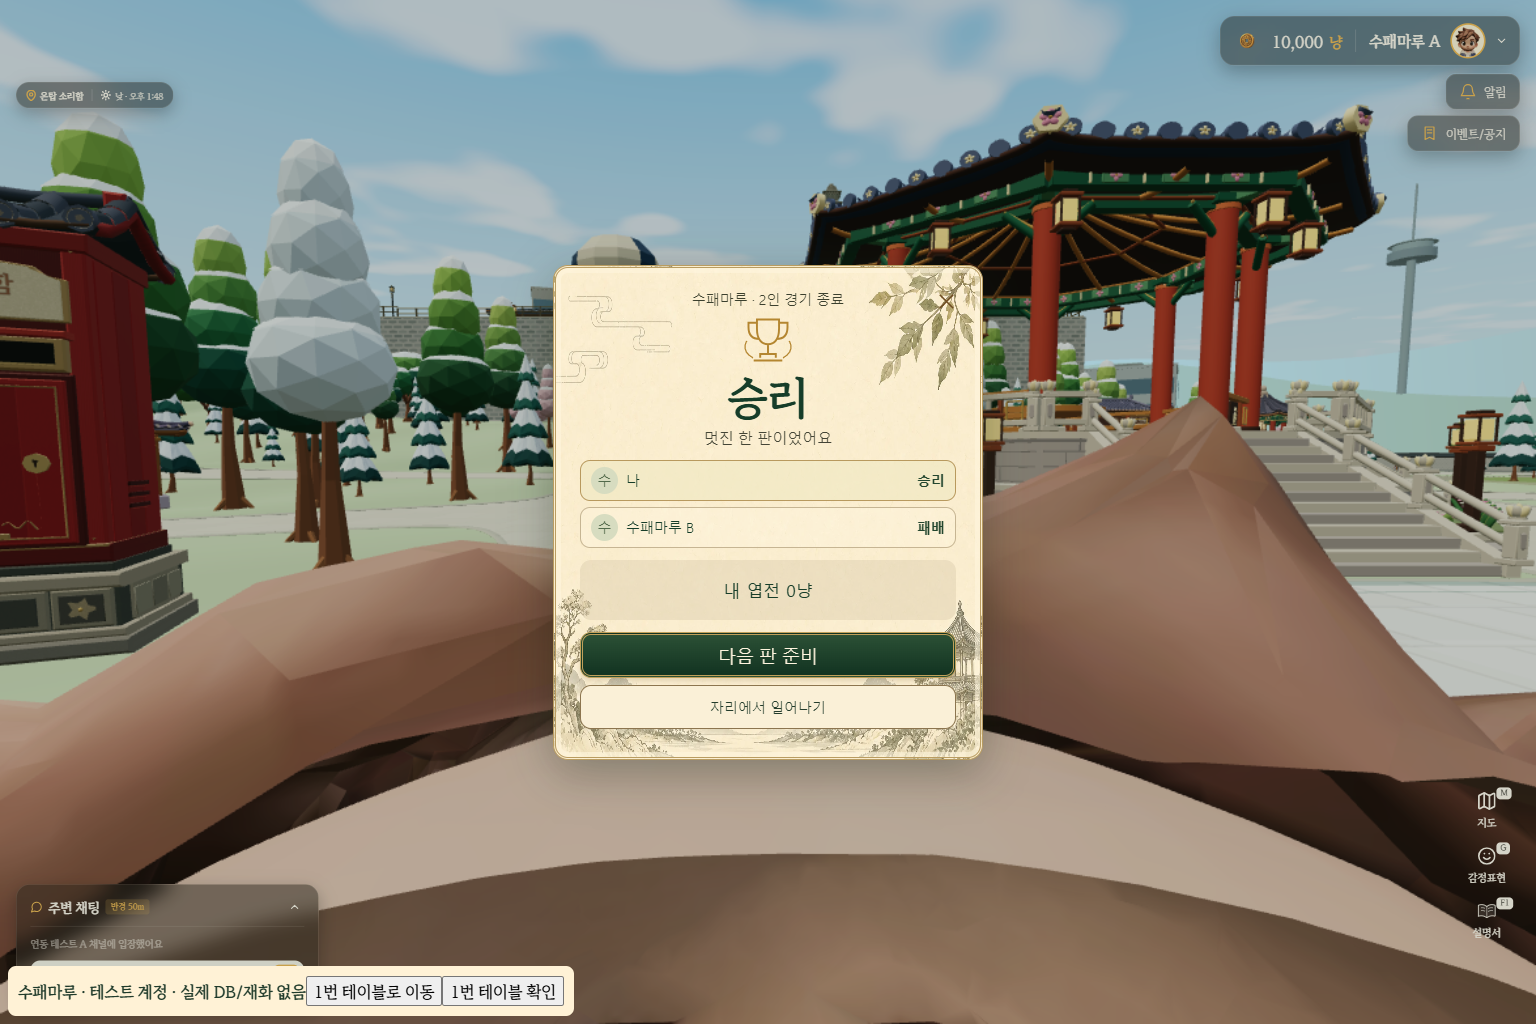 10,000 냥
수패마루 A
온탑 소리함
낮 · 오후 1:48
알림
이벤트/공지
함
수패마루 · 2인 경기 종료
승리
멋진 한 판이었어요
수 나 승리
수 수패마루 B 패배
내 엽전 0냥
다음 판 준비
자리에서 일어나기
M
지도
G
감정표현
F1
설명서
주변 채팅 반경 50m
연동 테스트 A 채널에 입장했어요
수패마루 · 테스트 계정 · 실제 DB/재화 없음 1번 테이블로 이동 1번 테이블 확인